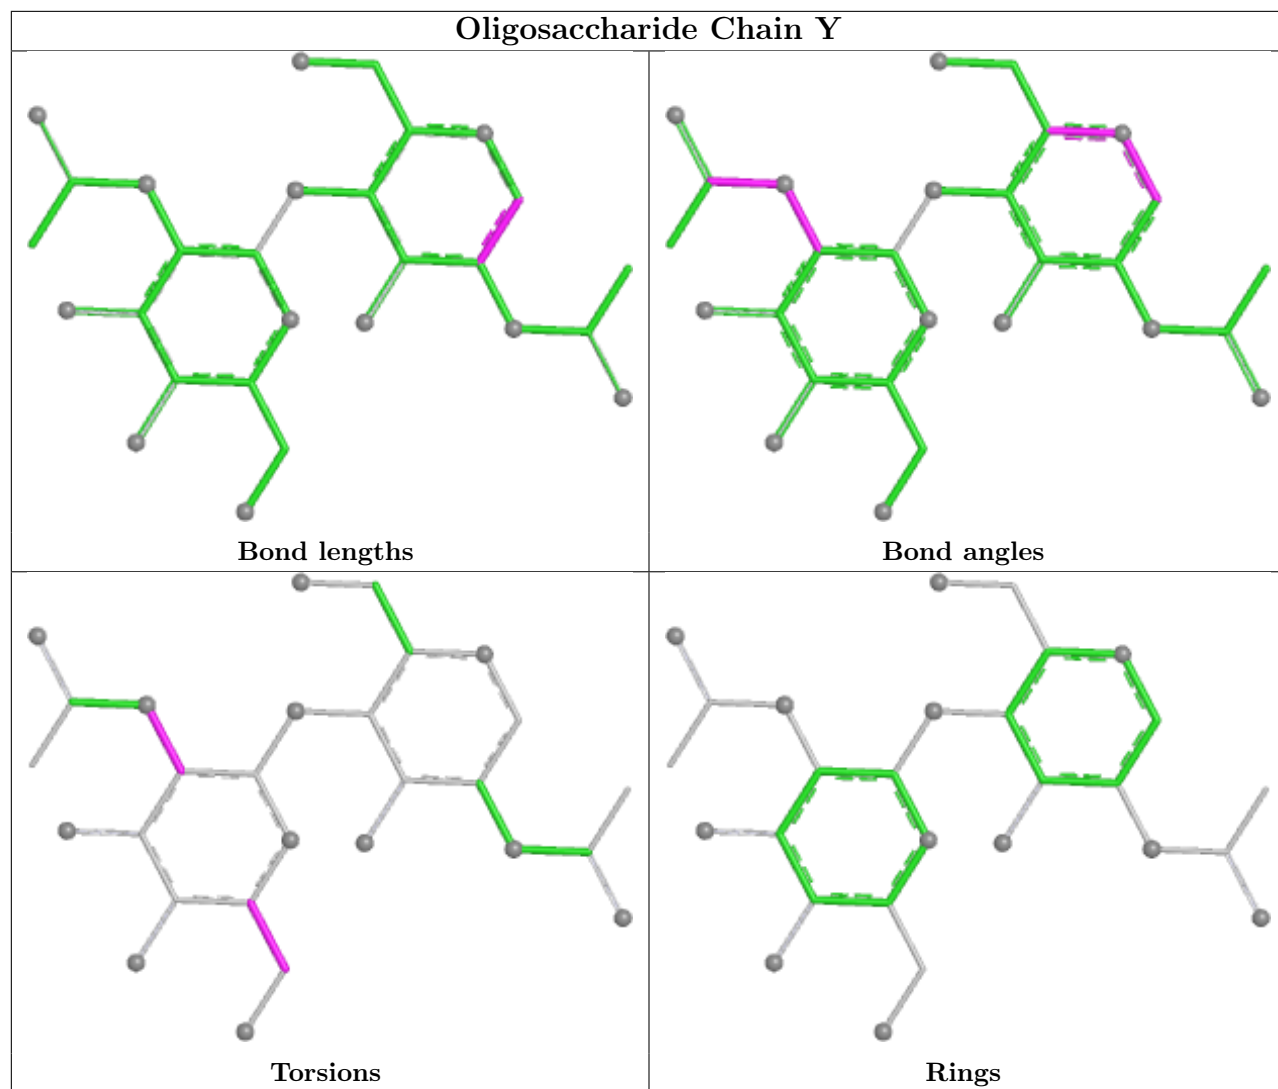 Oligosaccharide Chain Y
Bond lengths
Bond angles
Torsions
Rings